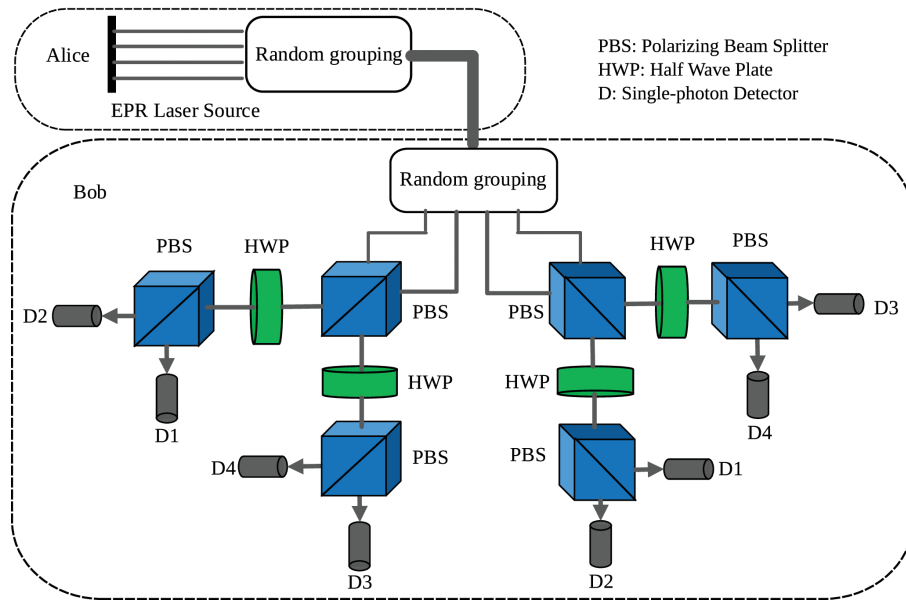 Alice
Random grouping
EPR Laser Source
PBS: Polarizing Beam Splitter
HWP: Half Wave Plate
D: Single-photon Detector
Bob
Random grouping
PBS
HWP
HWP
PBS
D2
PBS
PBS
D3
D1
HWP
HWP
D4
D4
PBS
PBS
D1
D3
D2